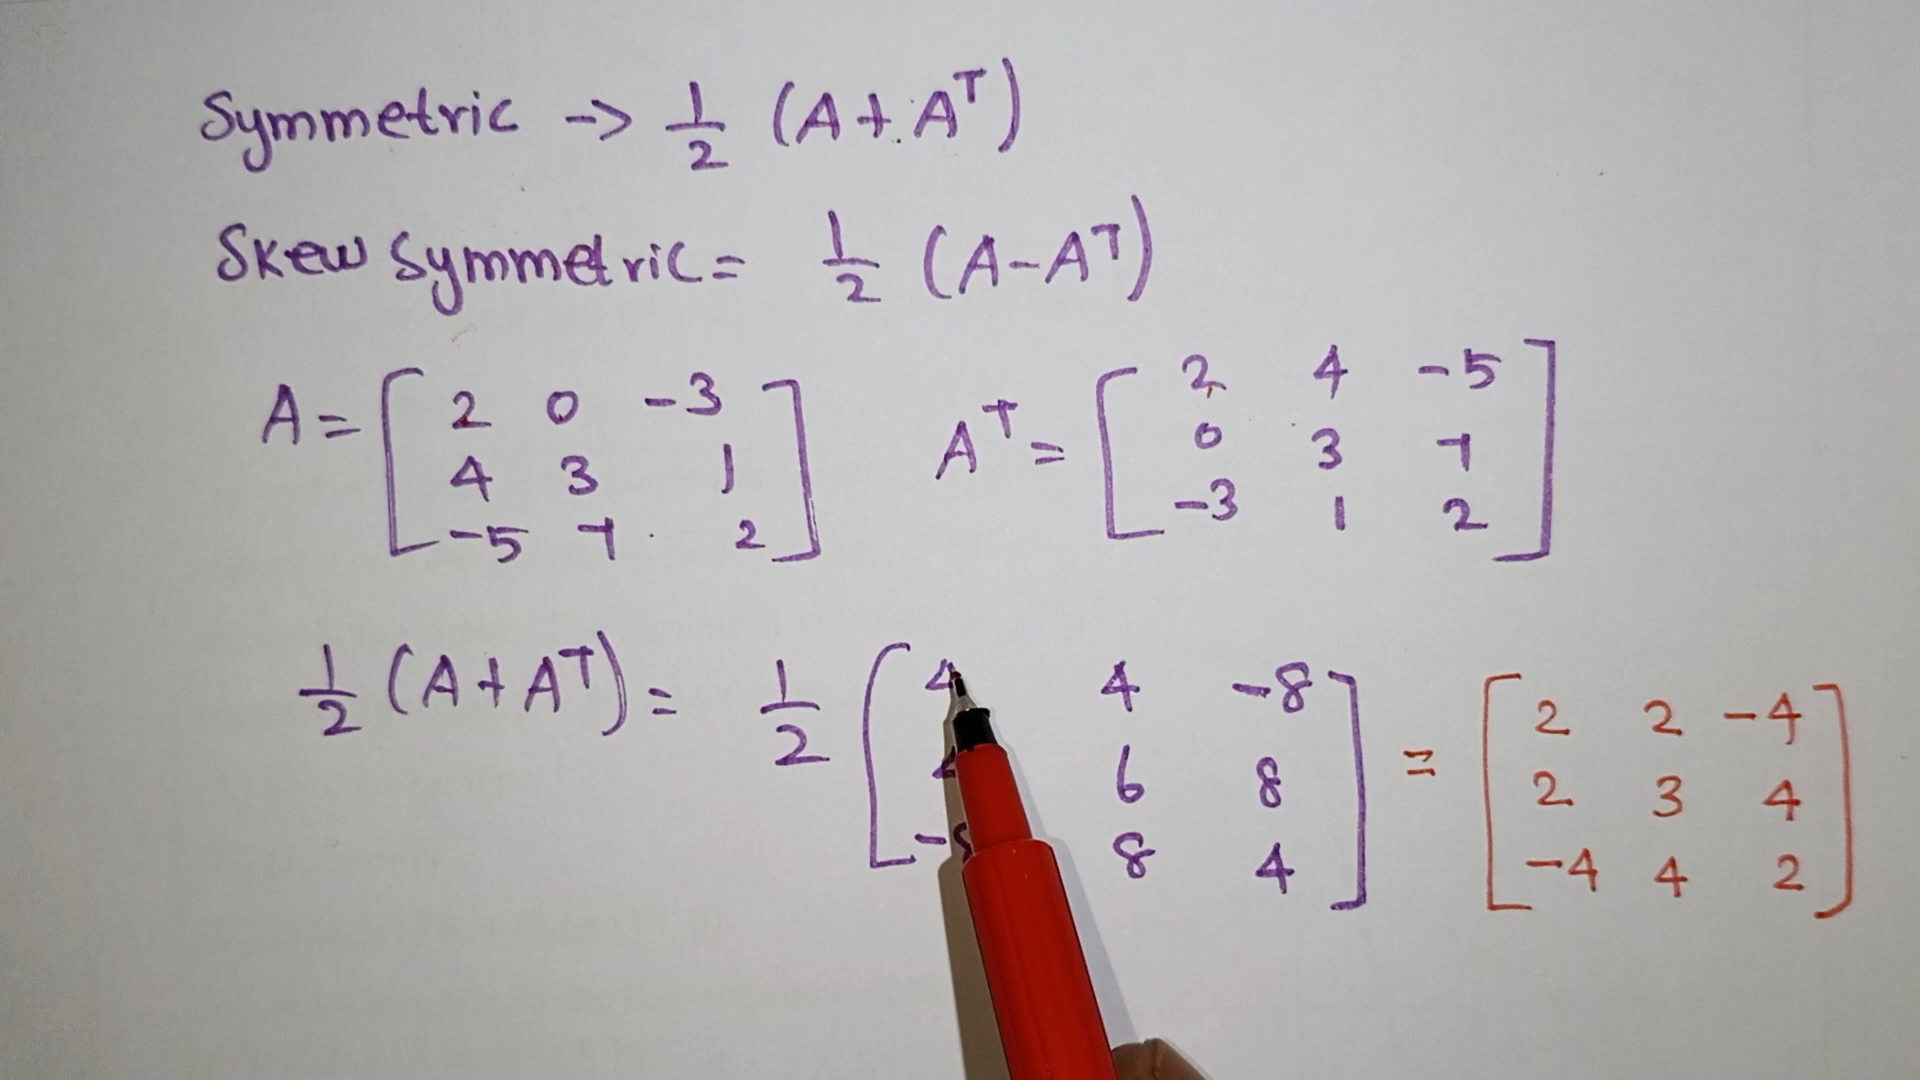 Symmetric -> 1/2 (A + A^T)
Skew Symmetric = 1/2 (A - A^T)
A = [2 0 -3; 4 3 1; -5 7 2] A^T = [2 4 -5; 0 3 7; -3 1 2]
1/2 (A + A^T) = 1/2 [4 4 -8; 6 8; 8 4] = [2 2 -4; 2 3 4; -4 4 2]